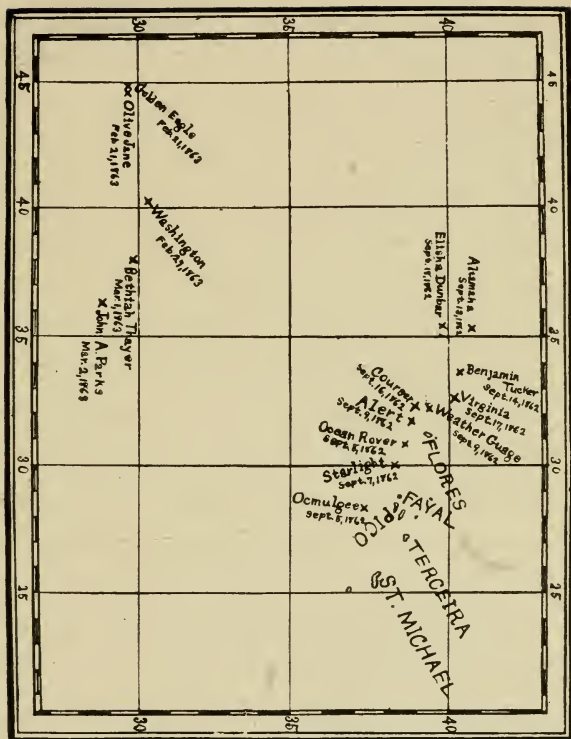 30 35 40
45 45
Golden Eagle
Feb. 21, 1863
Olive Jane
Feb. 21, 1863
40 40
Washington
Feb. 27, 1863
Elisha Dunbar
Sept. 18, 1862
Altamaha
Sept. 13, 1862
Bethiah Thayer
Mar. 1, 1863
John A. Parks
Mar. 2, 1863
35 35
Benjamin
Tucker
Sept. 14, 1862
Courser
Sept. 16, 1862
Virginia
Sept. 17, 1862
Alert
Sept. 9, 1862
Weather Guage
Sept. 9, 1862
Ocean Rover
Sept. 8, 1862
FLORES
30 30
Starlight
Sept. 7, 1862
Ocmulgee
Sept. 5, 1862
FAYAL
PICO
TERCEIRA
25 25
ST. MICHAEL
30 35 40